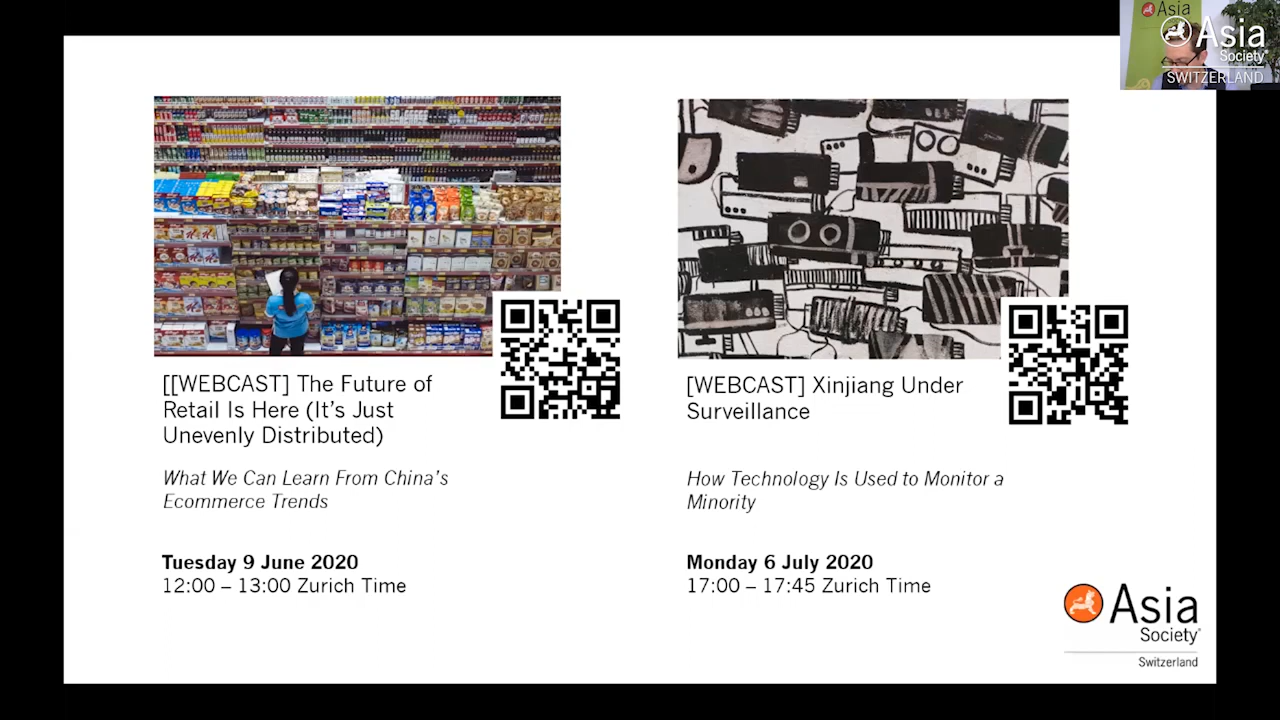 Asia
Asia
Society
SWITZERLAND
[[WEBCAST] The Future of
Retail Is Here (It's Just
Unevenly Distributed)
What We Can Learn From China's
Ecommerce Trends
Tuesday 9 June 2020
12:00 – 13:00 Zurich Time
[WEBCAST] Xinjiang Under
Surveillance
How Technology Is Used to Monitor a
Minority
Monday 6 July 2020
17:00 – 17:45 Zurich Time
Asia
Society
Switzerland